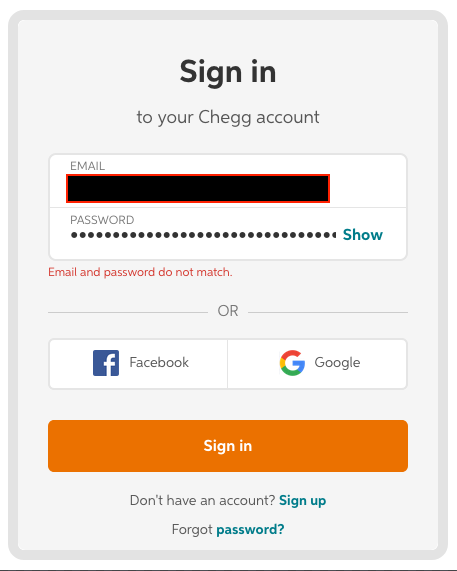 Sign in
to your Chegg account
EMAIL
PASSWORD
•••••••••••••••••••••••••••••••• Show
Email and password do not match.
OR
Facebook Google
Sign in
Don't have an account? Sign up
Forgot password?